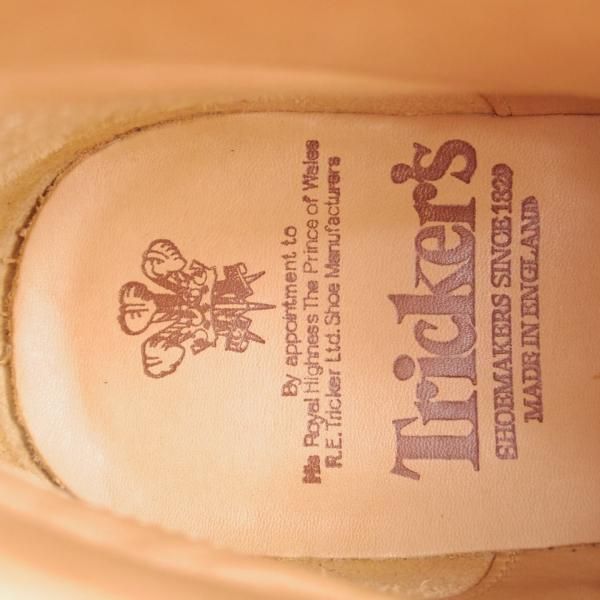 By appointment to
His Royal Highness The Prince of Wales
R.E. Tricker Ltd. Shoe Manufacturers
Tricker's
SHOEMAKERS SINCE 1829
MADE IN ENGLAND